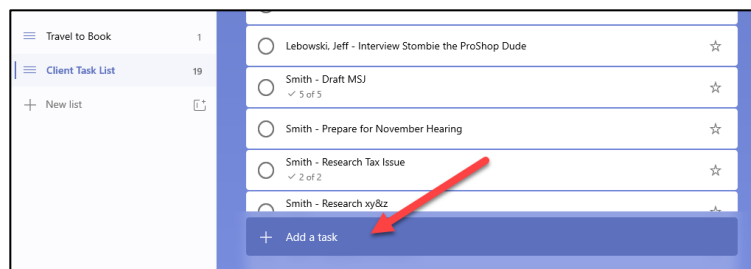 Travel to Book 1
Client Task List 19
New list
Lebowski, Jeff - Interview Stombie the ProShop Dude
Smith - Draft MSJ
5 of 5
Smith - Prepare for November Hearing
Smith - Research Tax Issue
2 of 2
Smith - Research xy&z
Add a task